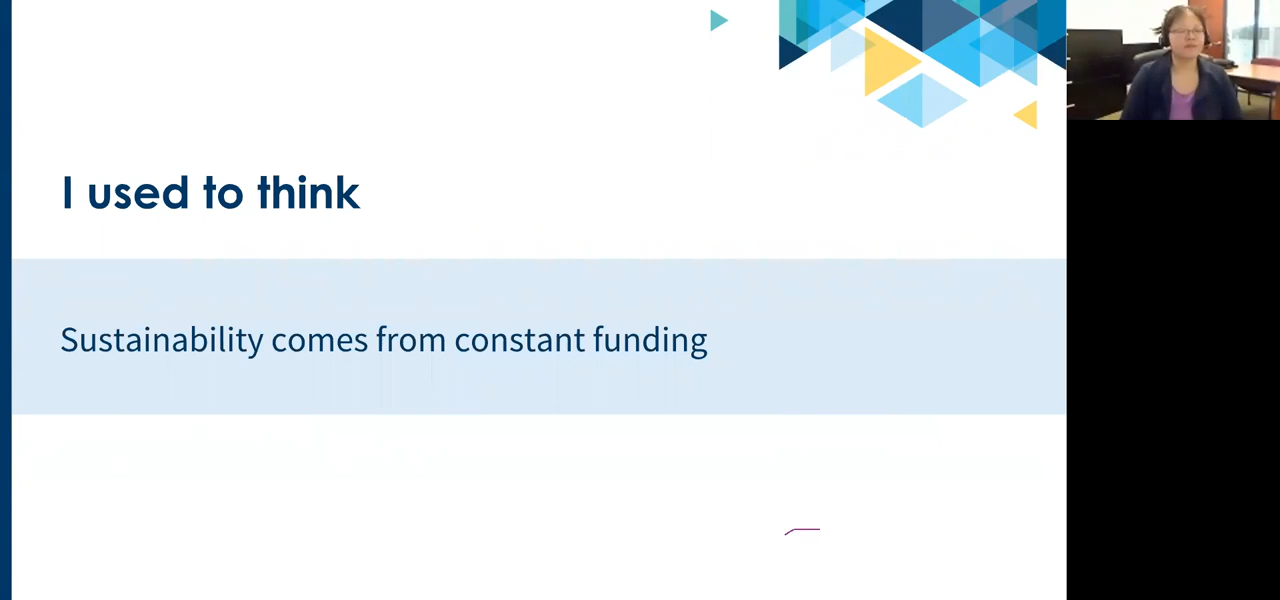 I used to think
Sustainability comes from constant funding